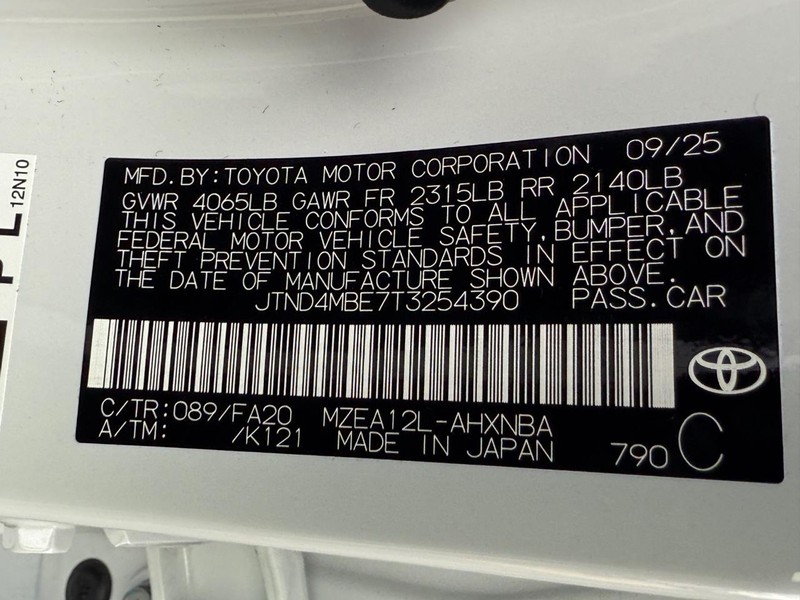 MFD.BY:TOYOTA MOTOR CORPORATION 09/25
GVWR 4065LB GAWR FR 2315LB RR 2140LB
THIS VEHICLE CONFORMS TO ALL APPLICABLE
FEDERAL MOTOR VEHICLE SAFETY,BUMPER,AND
THEFT PREVENTION STANDARDS IN EFFECT ON
THE DATE OF MANUFACTURE SHOWN ABOVE.
JTND4MBE7T3254390 PASS.CAR
C/TR:089/FA20 MZEA12L-AHXNBA
A/TM: /K121 MADE IN JAPAN 790 C
12N10